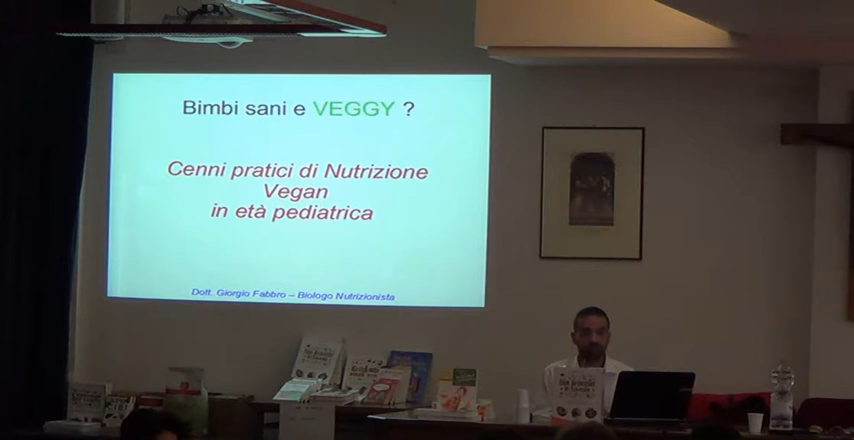 Bimbi sani e VEGGY ?
Cenni pratici di Nutrizione
Vegan
in età pediatrica
Dott. Giorgio Fabbro – Biologo Nutrizionista